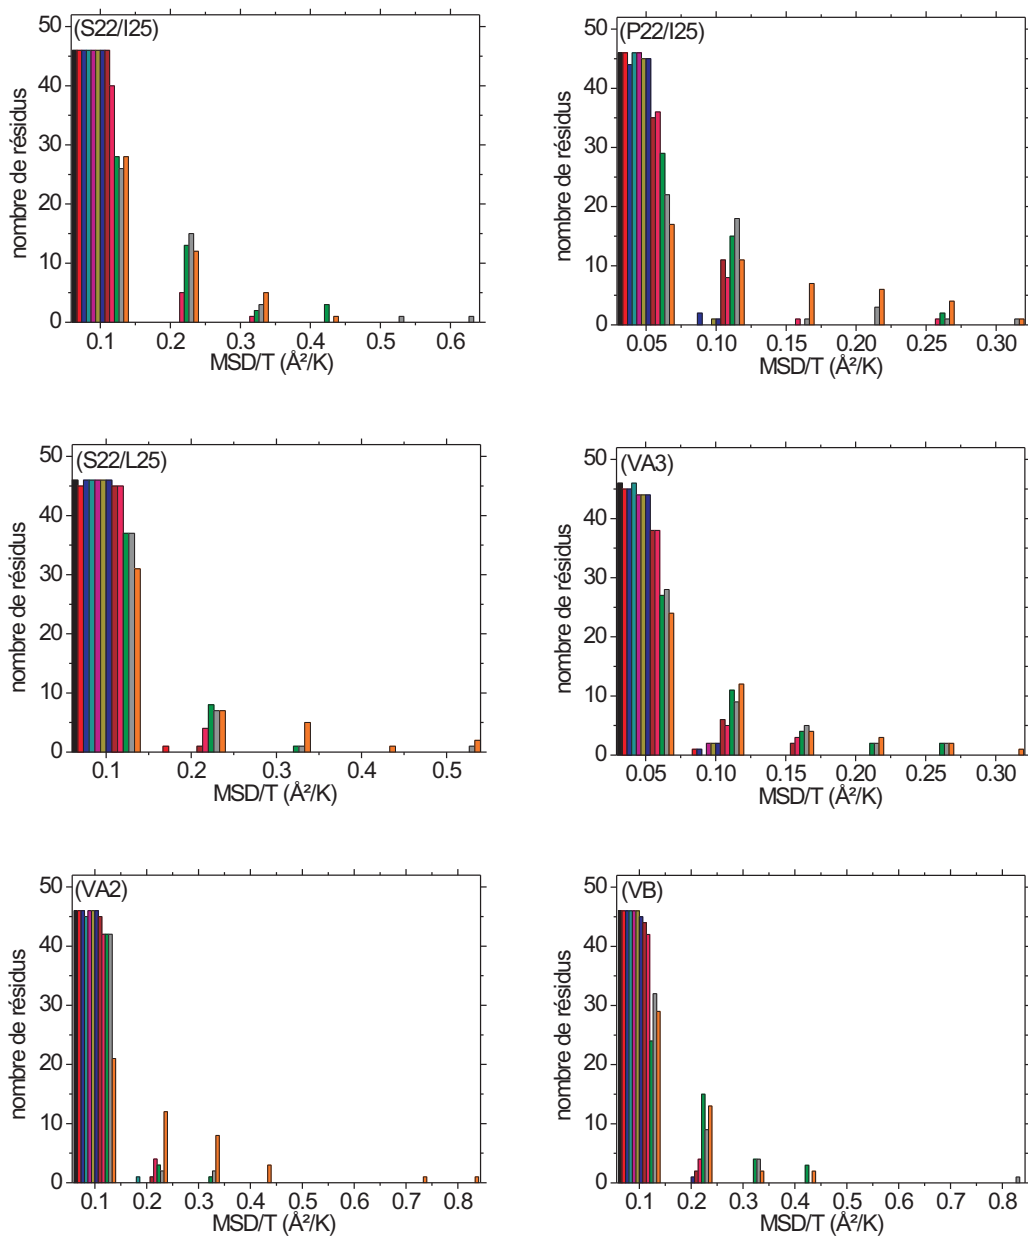 (S22/I25)
50
40
30
20
10
0
nombre de résidus
0.1 0.2 0.3 0.4 0.5 0.6
MSD/T (Å²/K)
(P22/I25)
50
40
30
20
10
0
nombre de résidus
0.05 0.10 0.15 0.20 0.25 0.30
MSD/T (Å²/K)
(S22/L25)
50
40
30
20
10
0
nombre de résidus
0.1 0.2 0.3 0.4 0.5
MSD/T (Å²/K)
(VA3)
50
40
30
20
10
0
nombre de résidus
0.05 0.10 0.15 0.20 0.25 0.30
MSD/T (Å²/K)
(VA2)
50
40
30
20
10
0
nombre de résidus
0.1 0.2 0.3 0.4 0.5 0.6 0.7 0.8
MSD/T (Å²/K)
(VB)
50
40
30
20
10
0
nombre de résidus
0.1 0.2 0.3 0.4 0.5 0.6 0.7 0.8
MSD/T (Å²/K)